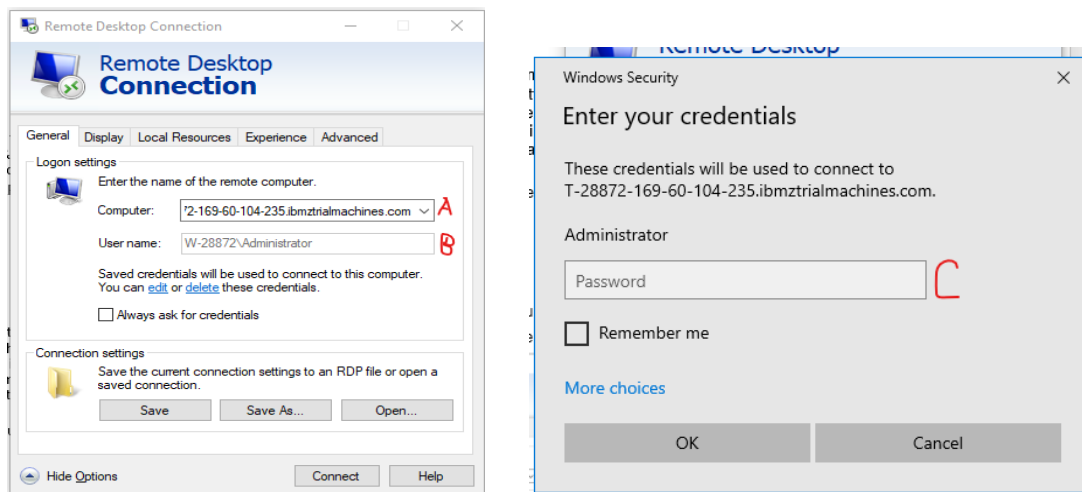 Remote Desktop Connection
Remote Desktop
Connection
General Display Local Resources Experience Advanced
Logon settings
Enter the name of the remote computer.
Computer: '2-169-60-104-235.ibmztrialmachines.com A
User name: W-28872\Administrator B
Saved credentials will be used to connect to this computer.
You can edit or delete these credentials.
Always ask for credentials
Connection settings
Save the current connection settings to an RDP file or open a
saved connection.
Save Save As... Open...
Hide Options Connect Help
Remote Desktop
Windows Security
Enter your credentials
These credentials will be used to connect to
T-28872-169-60-104-235.ibmztrialmachines.com.
Administrator
Password C
Remember me
More choices
OK Cancel